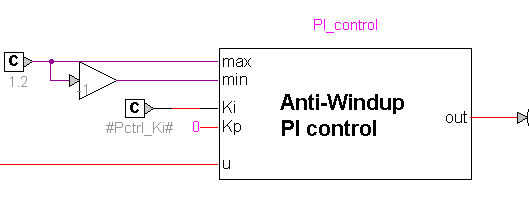 PI_control
C
1.2
-1
max
min
C
#Pctrl_Ki#
Ki
0
Kp
u
Anti-Windup
PI control
out